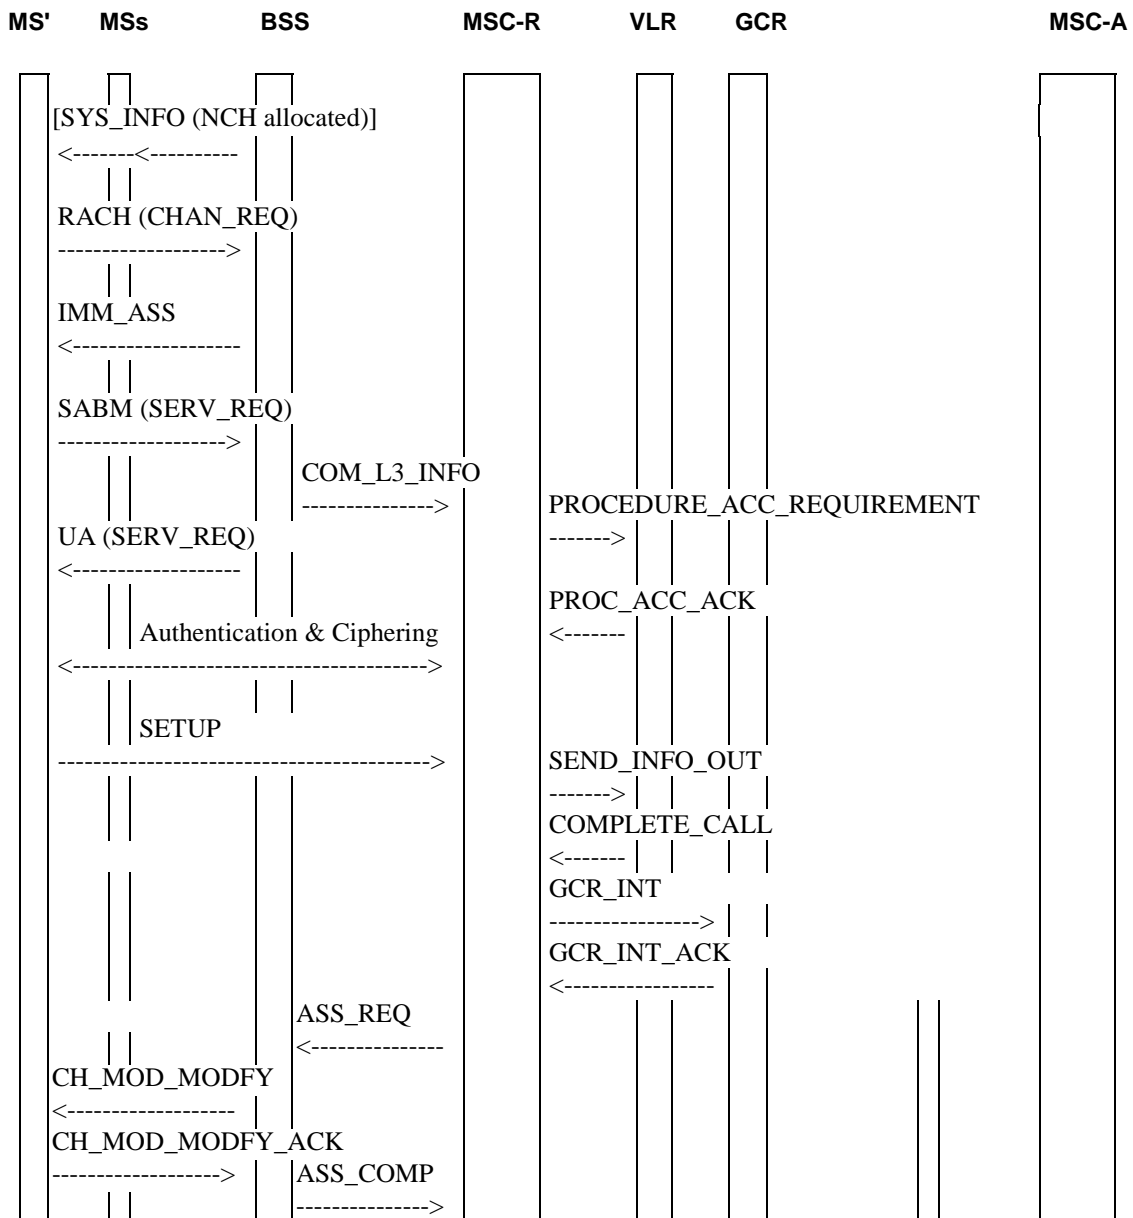 MS' MSs BSS MSC-R VLR GCR MSC-A
[SYS_INFO (NCH allocated)]
<-------<----------
RACH (CHAN_REQ)
------------------->
IMM_ASS
<-------------------
SABM (SERV_REQ)
------------------->
COM_L3_INFO
---------------> PROCEDURE_ACC_REQUIREMENT
UA (SERV_REQ) ------->
<-------------------
PROC_ACC_ACK
Authentication & Ciphering <-------
<---------------------------------------->
SETUP
------------------------------------------> SEND_INFO_OUT
------->
COMPLETE_CALL
<-------
GCR_INT
----------------->
GCR_INT_ACK
<-----------------
ASS_REQ
<---------------
CH_MOD_MODFY
<-------------------
CH_MOD_MODFY_ACK
-------------------> ASS_COMP
--------------->